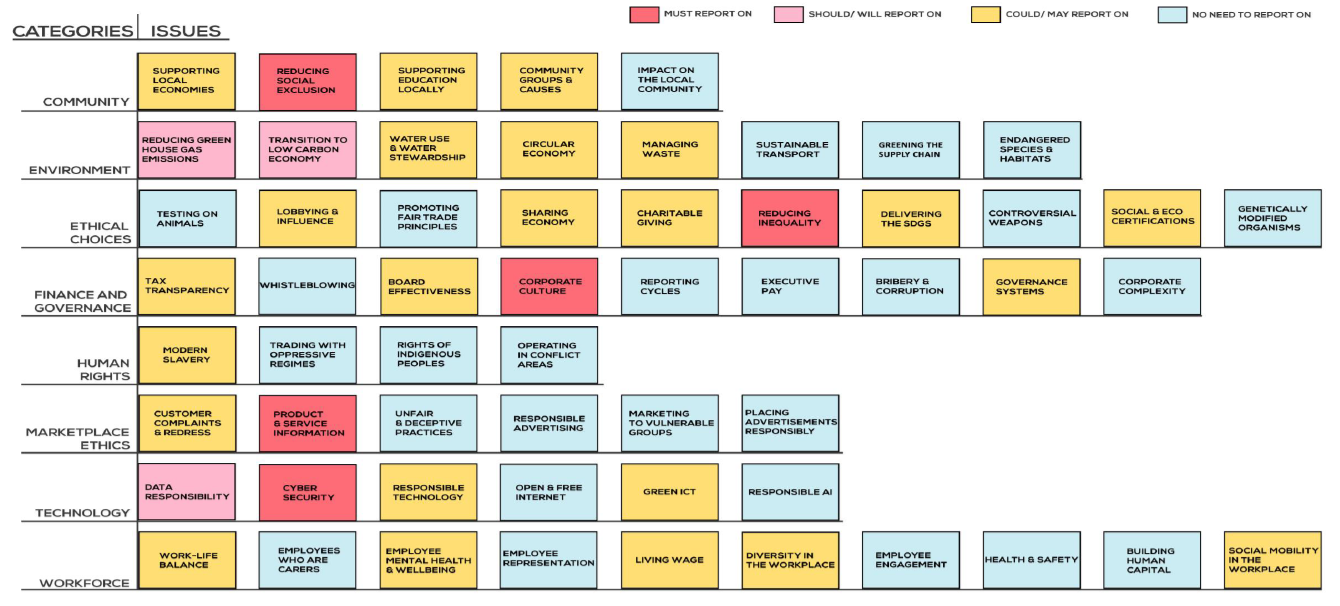 MUST REPORT ON
SHOULD/ WILL REPORT ON
COULD/ MAY REPORT ON
NO NEED TO REPORT ON
CATEGORIES
ISSUES
COMMUNITY
SUPPORTING
LOCAL
ECONOMIES
REDUCING
SOCIAL
EXCLUSION
SUPPORTING
EDUCATION
LOCALLY
COMMUNITY
GROUPS &
CAUSES
IMPACT ON
THE LOCAL
COMMUNITY
ENVIRONMENT
REDUCING GREEN
HOUSE GAS
EMISSIONS
TRANSITION TO
LOW CARBON
ECONOMY
WATER USE
& WATER
STEWARDSHIP
CIRCULAR
ECONOMY
MANAGING
WASTE
SUSTAINABLE
TRANSPORT
GREENING THE
SUPPLY CHAIN
ENDANGERED
SPECIES &
HABITATS
ETHICAL
CHOICES
TESTING ON
ANIMALS
LOBBYING &
INFLUENCE
PROMOTING
FAIR TRADE
PRINCIPLES
SHARING
ECONOMY
CHARITABLE
GIVING
REDUCING
INEQUALITY
DELIVERING
THE SDGS
CONTROVERSIAL
WEAPONS
SOCIAL & ECO
CERTIFICATIONS
GENETICALLY
MODIFIED
ORGANISMS
FINANCE AND
GOVERNANCE
TAX
TRANSPARENCY
WHISTLEBLOWING
BOARD
EFFECTIVENESS
CORPORATE
CULTURE
REPORTING
CYCLES
EXECUTIVE
PAY
BRIBERY &
CORRUPTION
GOVERNANCE
SYSTEMS
CORPORATE
COMPLEXITY
HUMAN
RIGHTS
MODERN
SLAVERY
TRADING WITH
OPPRESSIVE
REGIMES
RIGHTS OF
INDIGENOUS
PEOPLES
OPERATING
IN CONFLICT
AREAS
MARKETPLACE
ETHICS
CUSTOMER
COMPLAINTS
& REDRESS
PRODUCT
& SERVICE
INFORMATION
UNFAIR
& DECEPTIVE
PRACTICES
RESPONSIBLE
ADVERTISING
MARKETING
TO VULNERABLE
GROUPS
PLACING
ADVERTISEMENTS
RESPONSIBLY
TECHNOLOGY
DATA
RESPONSIBILITY
CYBER
SECURITY
RESPONSIBLE
TECHNOLOGY
OPEN & FREE
INTERNET
GREEN ICT
RESPONSIBLE AI
WORKFORCE
WORK-LIFE
BALANCE
EMPLOYEES
WHO ARE
CARERS
EMPLOYEE
MENTAL HEALTH
& WELLBEING
EMPLOYEE
REPRESENTATION
LIVING WAGE
DIVERSITY IN
THE WORKPLACE
EMPLOYEE
ENGAGEMENT
HEALTH & SAFETY
BUILDING
HUMAN
CAPITAL
SOCIAL MOBILITY
IN THE
WORKPLACE